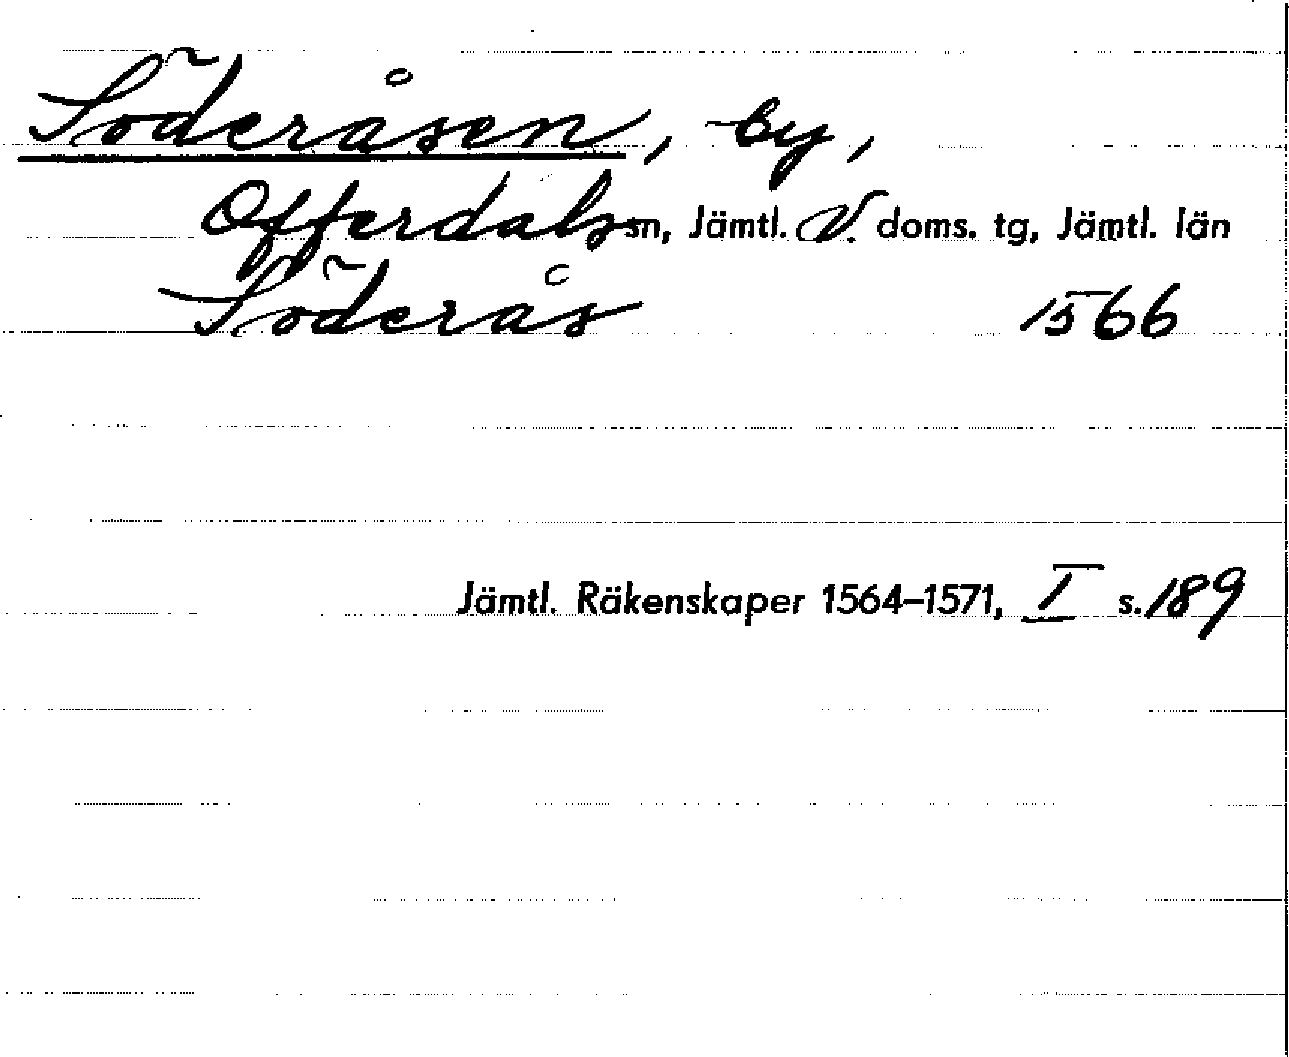 Söderåsen, by,
Offerdals sn, Jämtl. V. doms. tg, Jämtl. län
Söderås 1566
Jämtl. Räkenskaper 1564–1571, I s. 189